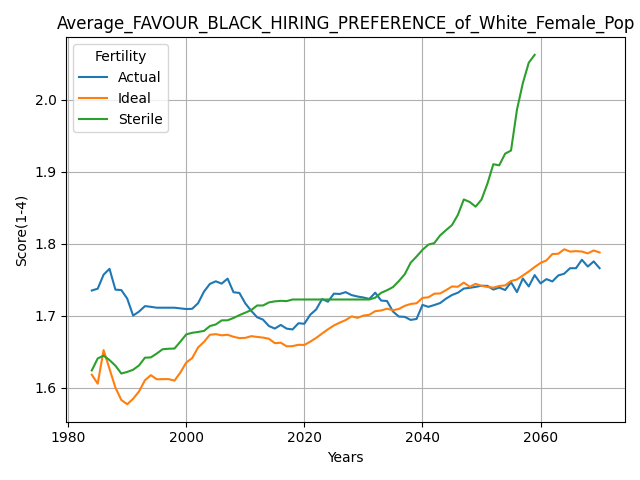 Average_FAVOUR_BLACK_HIRING_PREFERENCE_of_White_Female_Pop
Fertility
Actual
Ideal
Sterile
2.0
1.9
1.8
1.7
1.6
Score(1-4)
1980 2000 2020 2040 2060
Years